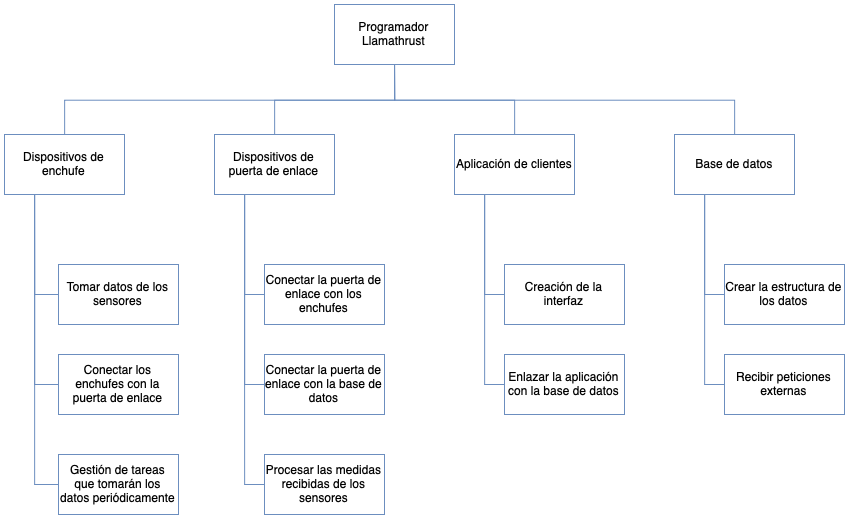 Programador
Llamathrust
Dispositivos de
enchufe
Dispositivos de
puerta de enlace
Aplicación de clientes
Base de datos
Tomar datos de los
sensores
Conectar la puerta de
enlace con los
enchufes
Creación de la
interfaz
Crear la estructura de
los datos
Conectar los
enchufes con la
puerta de enlace
Conectar la puerta de
enlace con la base de
datos
Enlazar la aplicación
con la base de datos
Recibir peticiones
externas
Gestión de tareas
que tomarán los
datos periódicamente
Procesar las medidas
recibidas de los
sensores